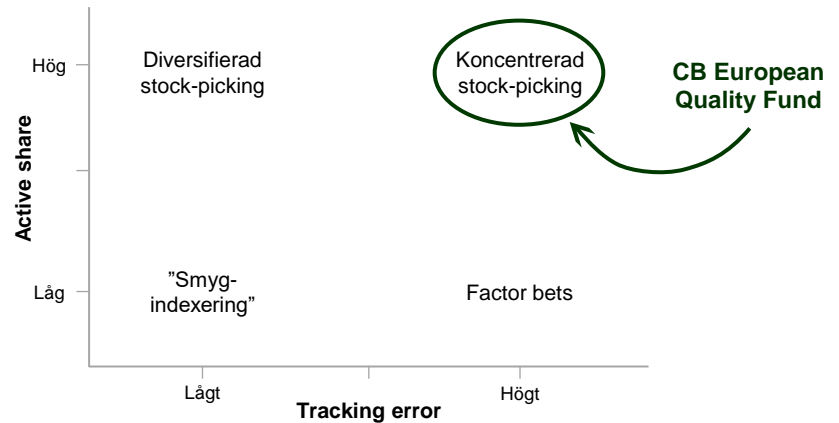 Hög
Diversifierad
stock-picking
Koncentrerad
stock-picking
CB European
Quality Fund
Active share
Låg
”Smyg-
indexering”
Factor bets
Lågt
Högt
Tracking error